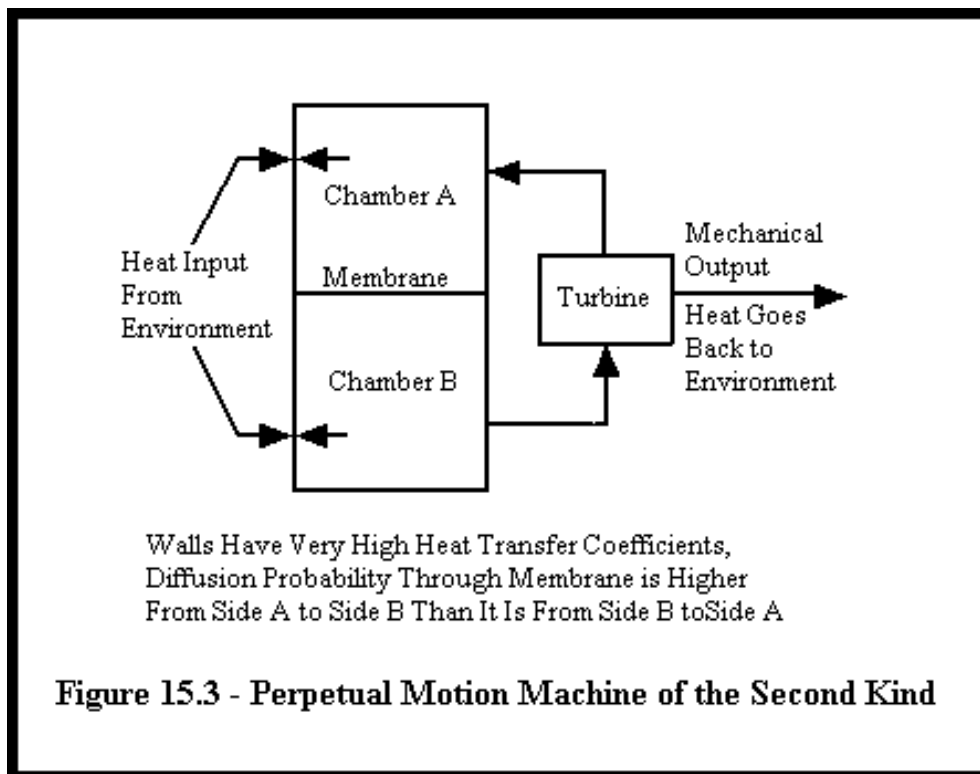 Chamber A
Heat Input
From
Environment
Membrane
Chamber B
Turbine
Mechanical
Output
Heat Goes
Back to
Environment
Walls Have Very High Heat Transfer Coefficients,
Diffusion Probability Through Membrane is Higher
From Side A to Side B Than It Is From Side B toSide A
Figure 15.3 - Perpetual Motion Machine of the Second Kind